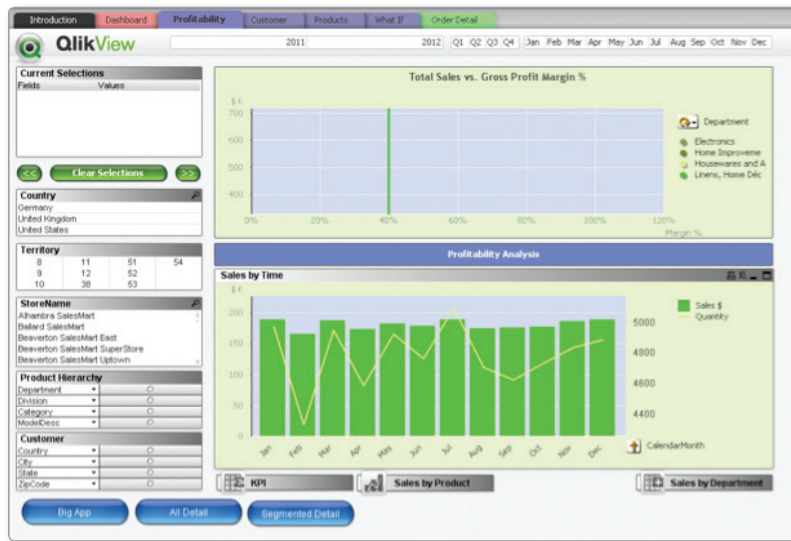 Introduction Dashboard Profitability Customer Products What If Order Detail
QlikView 2011 2012 Q1 Q2 Q3 Q4 Jan Feb Mar Apr May Jun Jul Aug Sep Oct Nov Dec
Current Selections
Fields Values
<< Clear Selections >>
Country
Germany
United Kingdom
United States
Territory
8 11 51 54
9 12 52
10 38 53
StoreName
Alhambra SalesMart
Ballard SalesMart
Beaverton SalesMart East
Beaverton SalesMart SuperStore
Beaverton SalesMart Uptown
Product Hierarchy
Department
Division
Category
ModelDesc
Customer
Country
City
State
ZipCode
Total Sales vs. Gross Profit Margin %
$ K
700
600
500
400
0% 20% 40% 60% 80% 100% 120%
Margin %
Department
Electronics
Home Improveme
Housewares and A
Linens, Home Déc
Profitability Analysis
Sales by Time XL
$ K
200
150
100
50
0
Jan Feb Mar Apr May Jun Jul Aug Sep Oct Nov Dec
5000
4800
4600
4400
Sales $
Quantity
CalendarMonth
KPI Sales by Product Sales by Department
Big App All Detail Segmented Detail